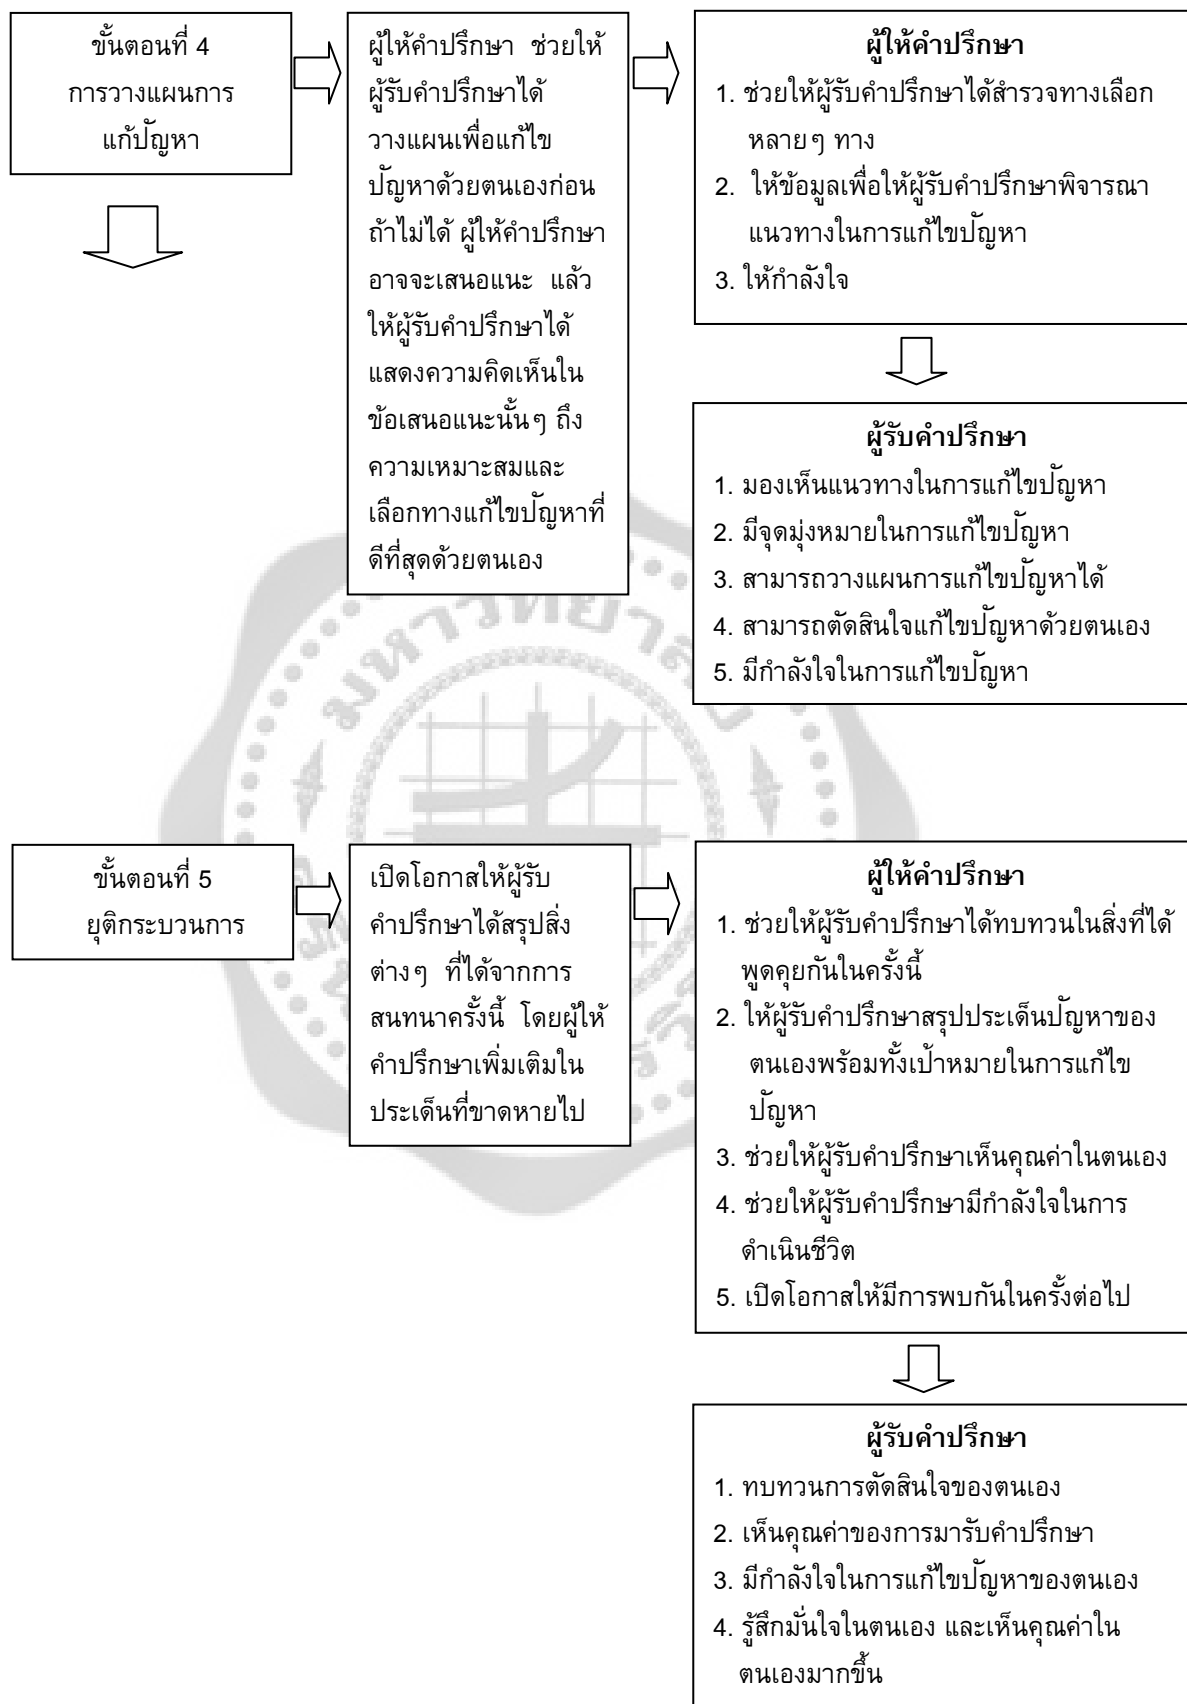 ขั้นตอนที่ 4
การวางแผนการ
แก้ปัญหา
ผู้ให้คำปรึกษา ช่วยให้
ผู้รับคำปรึกษาได้
วางแผนเพื่อแก้ไข
ปัญหาด้วยตนเองก่อน
ถ้าไม่ได้ ผู้ให้คำปรึกษา
อาจจะเสนอแนะ แล้ว
ให้ผู้รับคำปรึกษาได้
แสดงความคิดเห็นใน
ข้อเสนอแนะนั้นๆ ถึง
ความเหมาะสมและ
เลือกทางแก้ไขปัญหาที่
ดีที่สุดด้วยตนเอง
ผู้ให้คำปรึกษา
1. ช่วยให้ผู้รับคำปรึกษาได้สำรวจทางเลือก
หลายๆ ทาง
2. ให้ข้อมูลเพื่อให้ผู้รับคำปรึกษาพิจารณา
แนวทางในการแก้ไขปัญหา
3. ให้กำลังใจ
ผู้รับคำปรึกษา
1. มองเห็นแนวทางในการแก้ไขปัญหา
2. มีจุดมุ่งหมายในการแก้ไขปัญหา
3. สามารถวางแผนการแก้ไขปัญหาได้
4. สามารถตัดสินใจแก้ไขปัญหาด้วยตนเอง
5. มีกำลังใจในการแก้ไขปัญหา
ขั้นตอนที่ 5
ยุติกระบวนการ
เปิดโอกาสให้ผู้รับ
คำปรึกษาได้สรุปสิ่ง
ต่างๆ ที่ได้จากการ
สนทนาครั้งนี้ โดยผู้ให้
คำปรึกษาเพิ่มเติมใน
ประเด็นที่ขาดหายไป
ผู้ให้คำปรึกษา
1. ช่วยให้ผู้รับคำปรึกษาได้ทบทวนในสิ่งที่ได้
พูดคุยกันในครั้งนี้
2. ให้ผู้รับคำปรึกษาสรุปประเด็นปัญหาของ
ตนเองพร้อมทั้งเป้าหมายในการแก้ไข
ปัญหา
3. ช่วยให้ผู้รับคำปรึกษาเห็นคุณค่าในตนเอง
4. ช่วยให้ผู้รับคำปรึกษามีกำลังใจในการ
ดำเนินชีวิต
5. เปิดโอกาสให้มีการพบกันในครั้งต่อไป
ผู้รับคำปรึกษา
1. ทบทวนการตัดสินใจของตนเอง
2. เห็นคุณค่าของการมารับคำปรึกษา
3. มีกำลังใจในการแก้ไขปัญหาของตนเอง
4. รู้สึกมั่นใจในตนเอง และเห็นคุณค่าใน
ตนเองมากขึ้น